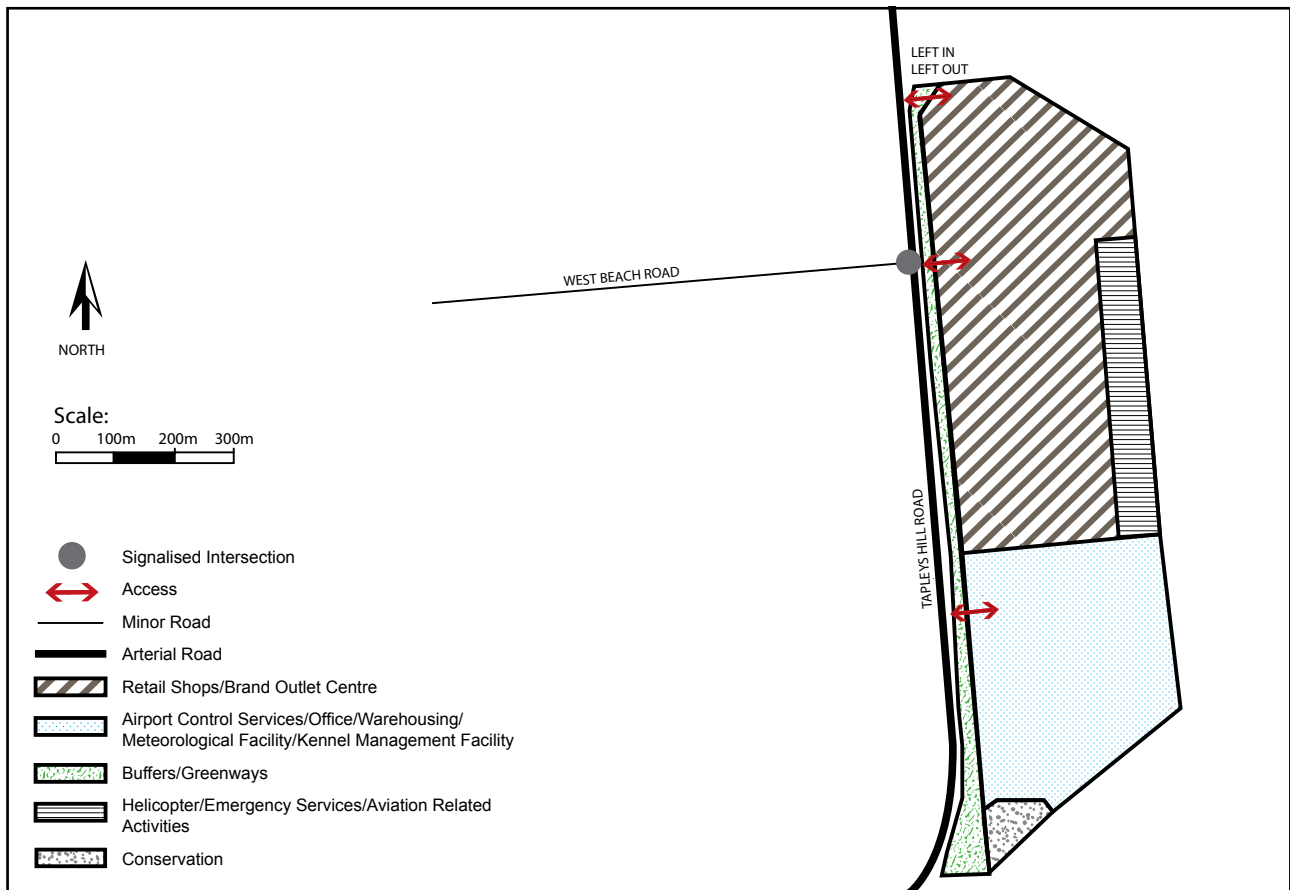 LEFT IN
LEFT OUT
WEST BEACH ROAD
NORTH
Scale:
0 100m 200m 300m
TAPLEYS HILL ROAD
Signalised Intersection
Access
Minor Road
Arterial Road
Retail Shops/Brand Outlet Centre
Airport Control Services/Office/Warehousing/
Meteorological Facility/Kennel Management Facility
Buffers/Greenways
Helicopter/Emergency Services/Aviation Related
Activities
Conservation